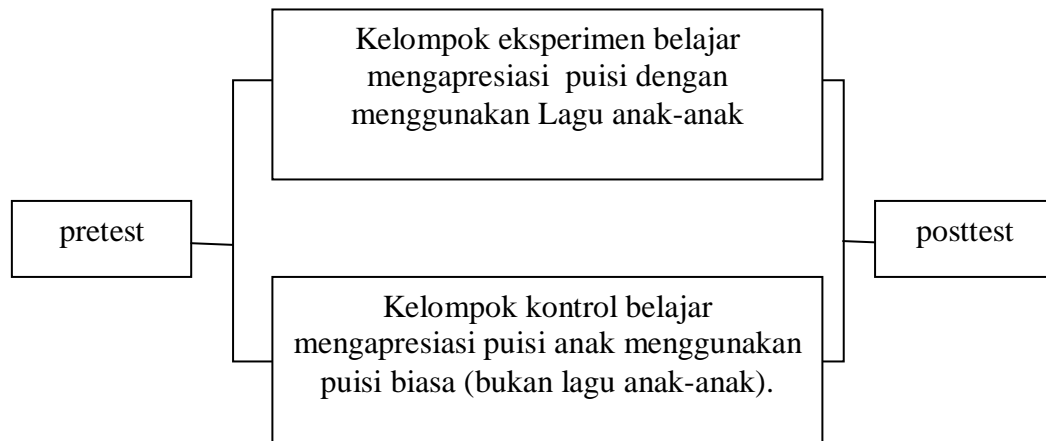 Kelompok eksperimen belajar
mengapresiasi puisi dengan
menggunakan Lagu anak-anak
pretest
posttest
Kelompok kontrol belajar
mengapresiasi puisi anak menggunakan
puisi biasa (bukan lagu anak-anak).